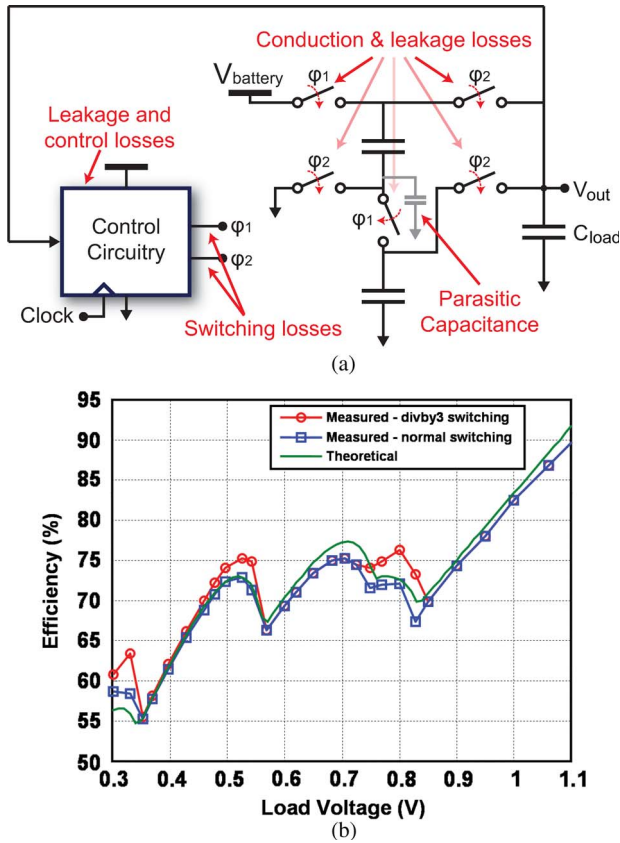 (a)
Conduction & leakage losses
Vbattery
φ1
φ2
Leakage and
control losses
φ2
φ2
Vout
Control
Circuitry
φ1
φ2
φ1
Cload
Clock
Switching losses
Parasitic
Capacitance
(a)
95
90
85
80
75
70
65
60
55
50
Efficiency (%)
Measured - divby3 switching
Measured - normal switching
Theoretical
0.3
0.4
0.5
0.6
0.7
0.8
0.9
1
1.1
Load Voltage (V)
(b)